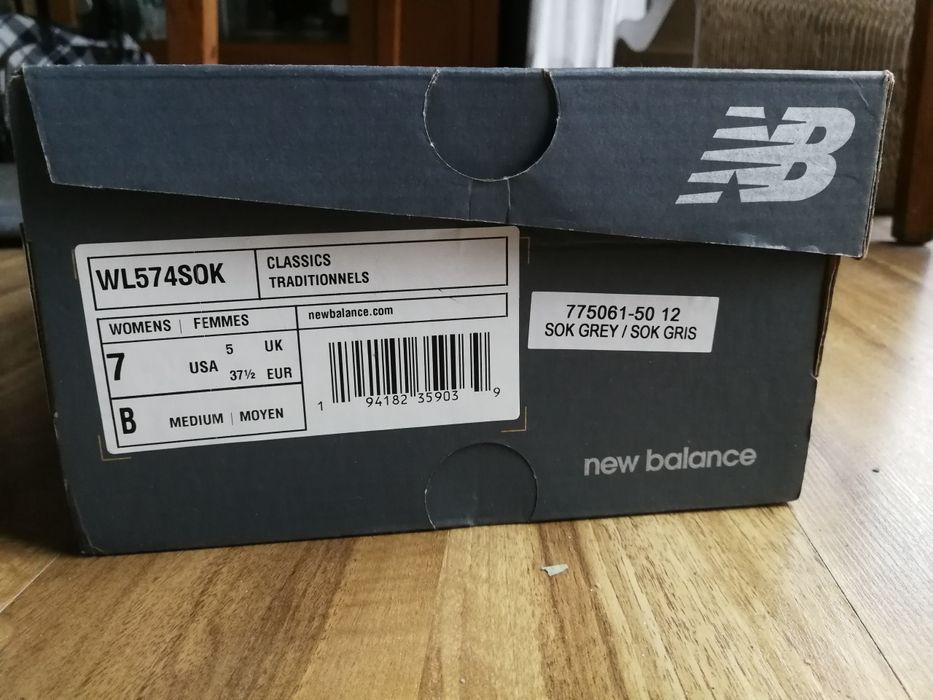 NB
WL574SOK
CLASSICS
TRADITIONNELS
WOMENS | FEMMES
newbalance.com
7 USA
5 UK
37½ EUR
B MEDIUM | MOYEN
1 94182 35903 9
775061-50 12
SOK GREY / SOK GRIS
new balance